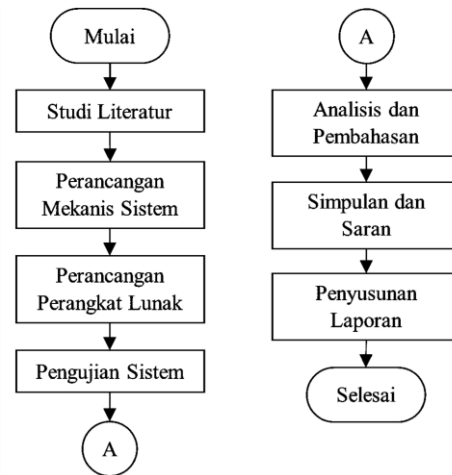 Mulai
Studi Literatur
Perancangan
Mekanis Sistem
Perancangan
Perangkat Lunak
Pengujian Sistem
A
A
Analisis dan
Pembahasan
Simpulan dan
Saran
Penyusunan
Laporan
Selesai